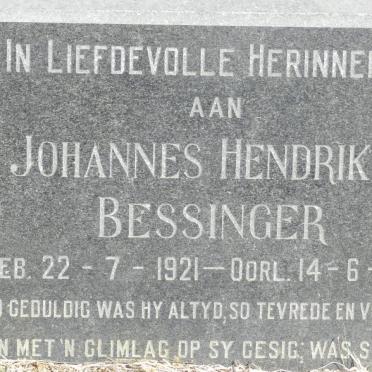 IN LIEFDEVOLLE HERINNE
AAN
JOHANNES HENDRIK
BESSINGER
EB. 22 - 7 - 1921 — OORL. 14 - 6 -
GEDULDIG WAS HY ALTYD, SO TEVREDE EN V
N MET 'N GLIMLAG OP SY GESIG, WAS S